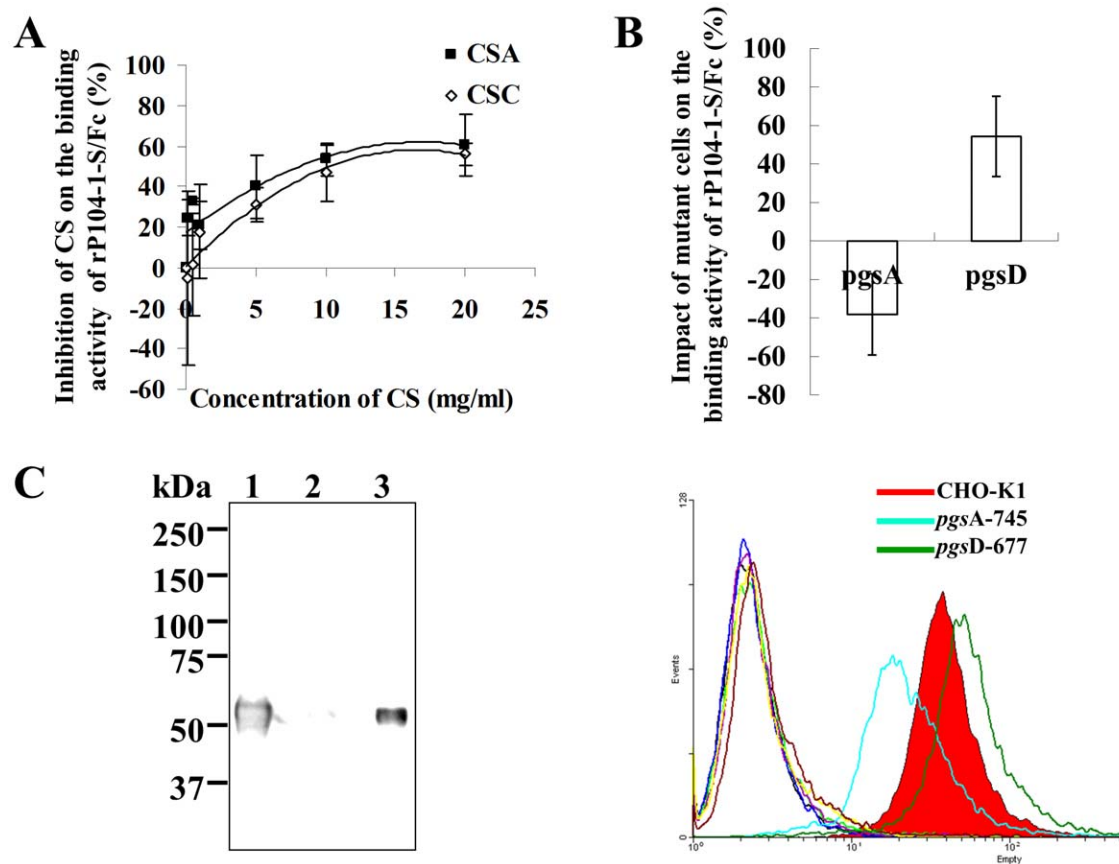 A
Inhibition of CS on the binding
activity of rP104-1-S/Fc (%)
100
80
60
40
20
0
-20
-40
-60
CSA
CSC
0 5 10 15 20 25
Concentration of CS (mg/ml)
B
Impact of mutant cells on the
binding activity of rP104-1-S/Fc (%)
100
80
60
40
20
0
-20
-40
-60
-80
pgsA pgsD
C
kDa 1 2 3
250
150
100
75
50
37
CHO-K1
pgsA-745
pgsD-677
128
Events
0
10⁰ 10¹ 10²
Empty